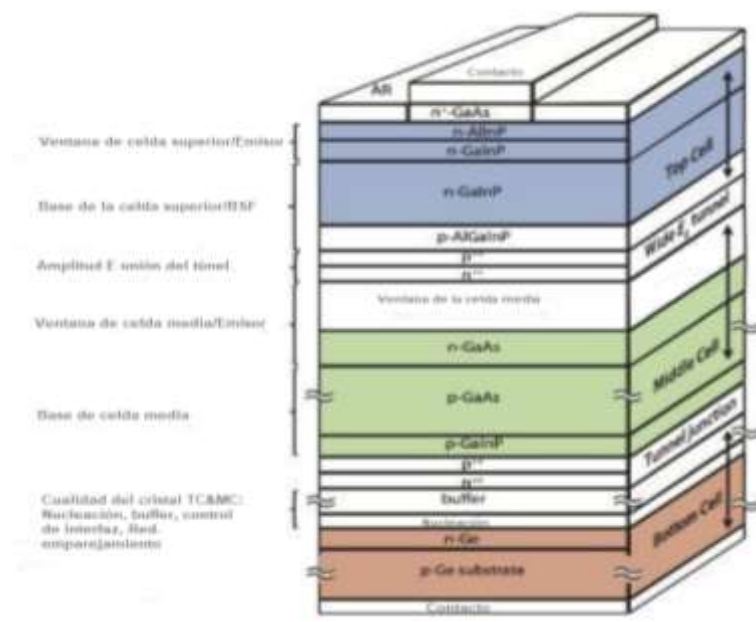 Contacto
AR
n⁺-GaAs
Ventana de celda superior/Emisor
n-AlInP
n-GaInP
Top Cell
Base de la celda superior/BSF
n-GaInP
p-AlGaInP
Wide Eg tunnel
Amplitud E unión del túnel
p⁺⁺
n⁺⁺
Ventana de la celda media
Ventana de celda media/Emisor
n-GaAs
Middle Cell
Base de celda media
p-GaAs
p-GaInP
Tunnel Junction
p⁺⁺
n⁺⁺
Cualidad del cristal TC&MC:
Nucleación, buffer, control
de interfaz, Red.
emparejamiento
buffer
Nucleación
Bottom Cell
n-Ge
p-Ge substrate
Contacto